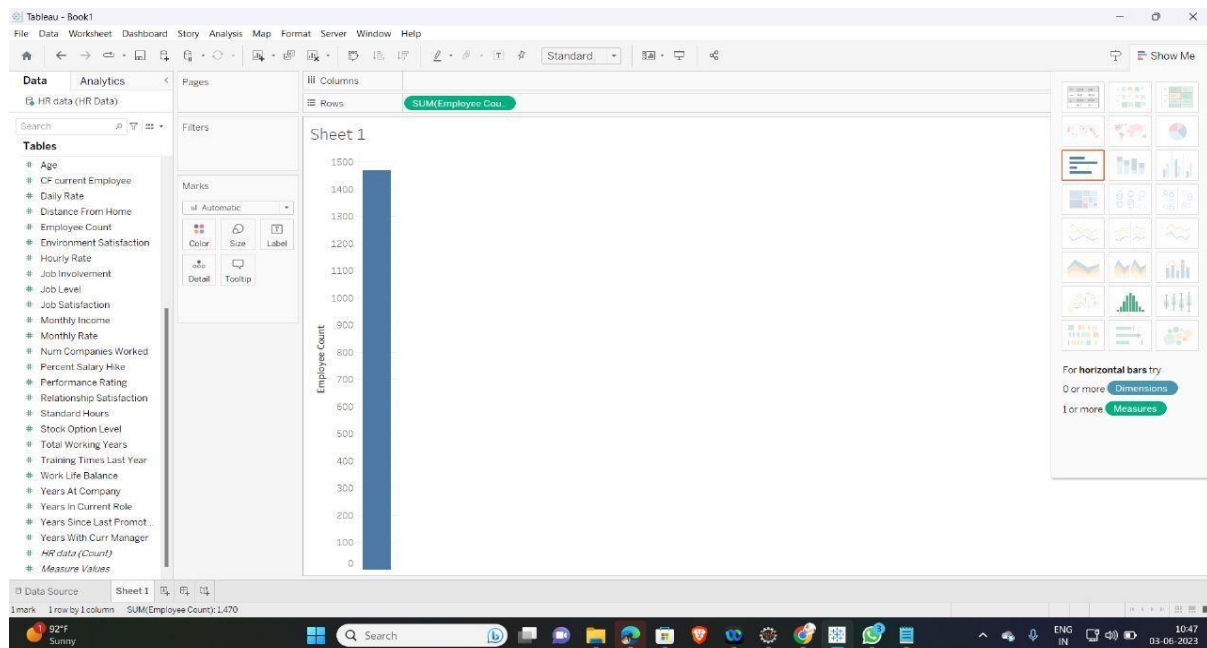 Tableau - Book1
File Data Worksheet Dashboard Story Analysis Map Format Server Window Help
Standard
Show Me
Data Analytics
HR data (HR Data)
Search
Tables
# Age
# CF current Employee
# Daily Rate
# Distance From Home
# Employee Count
# Environment Satisfaction
# Hourly Rate
# Job Involvement
# Job Level
# Job Satisfaction
# Monthly Income
# Monthly Rate
# Num Companies Worked
# Percent Salary Hike
# Performance Rating
# Relationship Satisfaction
# Standard Hours
# Stock Option Level
# Total Working Years
# Training Times Last Year
# Work Life Balance
# Years At Company
# Years In Current Role
# Years Since Last Promot...
# Years With Curr Manager
# HR data (Count)
# Measure Values
Pages
Filters
Marks
Automatic
Color Size Label
Detail Tooltip
Columns
Rows SUM(Employee Cou..
Sheet 1
Employee Count
1500
1400
1300
1200
1100
1000
900
800
700
600
500
400
300
200
100
0
For horizontal bars try
0 or more Dimensions
1 or more Measures
Data Source Sheet 1
1 mark 1 row by 1 column SUM(Employee Count): 1,470
1
92°F
Sunny
Search
3
ENG
IN
10:47
03-06-2023